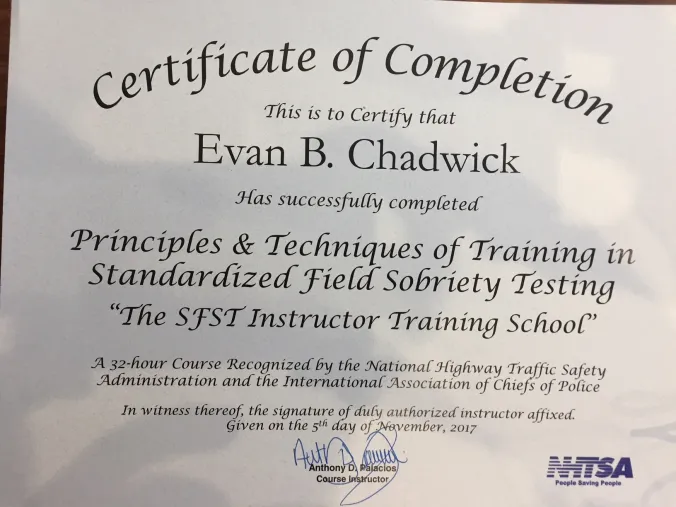 Certificate of Completion
This is to Certify that
Evan B. Chadwick
Has successfully completed
Principles & Techniques of Training in
Standardized Field Sobriety Testing
“The SFST Instructor Training School”
A 32-hour Course Recognized by the National Highway Traffic Safety
Administration and the International Association of Chiefs of Police
In witness thereof, the signature of duly authorized instructor affixed.
Given on the 5th day of November, 2017
Anthony D. Palacios
Course Instructor
NHTSA
People Saving People